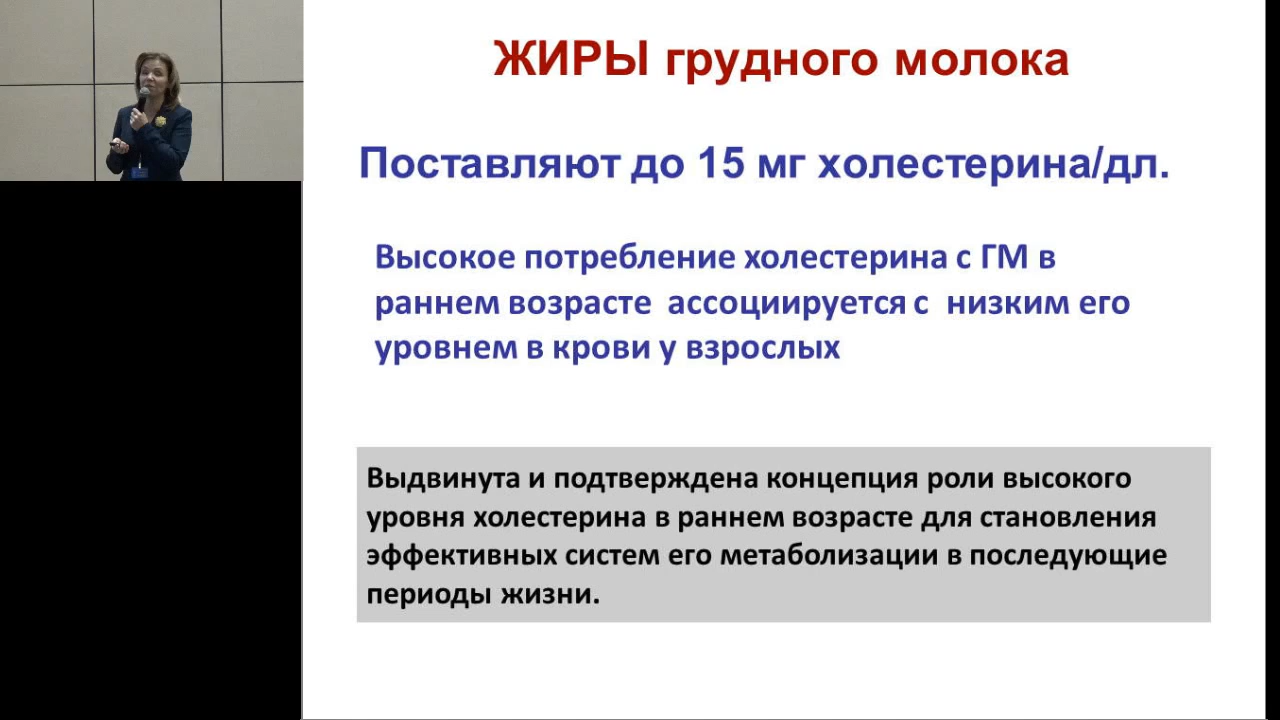 ЖИРЫ грудного молока
Поставляют до 15 мг холестерина/дл.
Высокое потребление холестерина с ГМ в
раннем возрасте ассоциируется с низким его
уровнем в крови у взрослых
Выдвинута и подтверждена концепция роли высокого
уровня холестерина в раннем возрасте для становления
эффективных систем его метаболизации в последующие
периоды жизни.